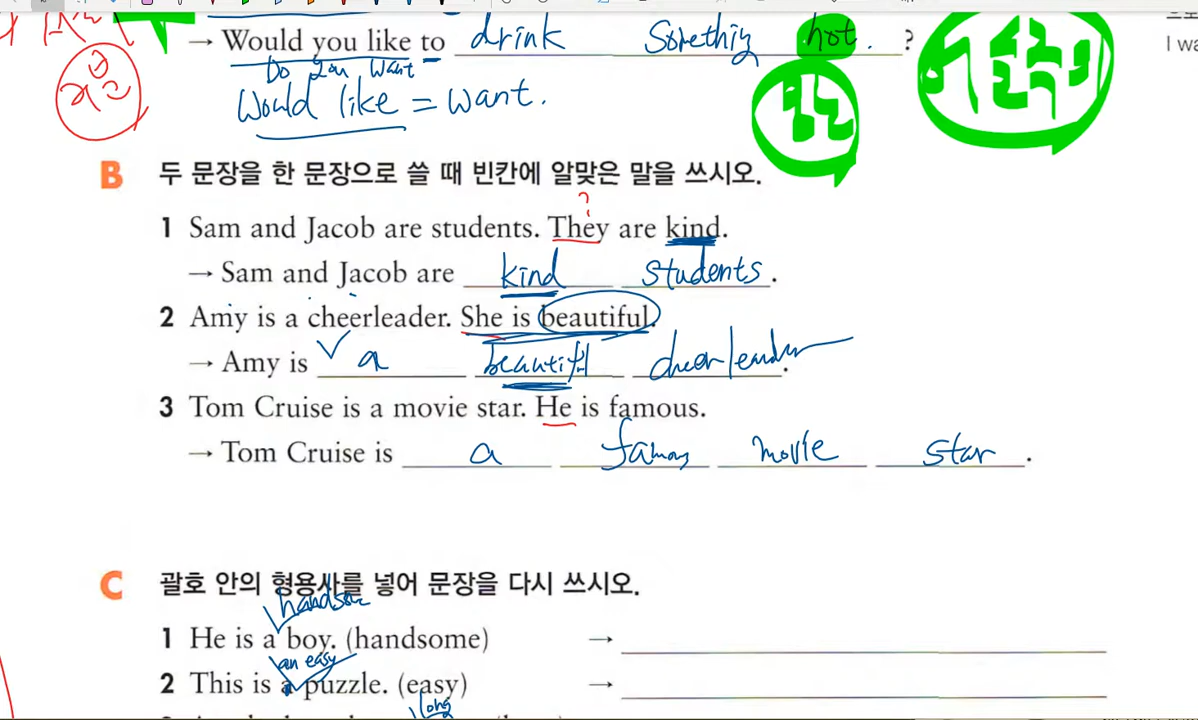 → Would you like to drink Somethig hot. ?
Do you want
Would like = want.
I wa
B 두 문장을 한 문장으로 쓸 때 빈칸에 알맞은 말을 쓰시오.
?
1 Sam and Jacob are students. They are kind.
→ Sam and Jacob are kind students.
2 Amy is a cheerleader. She is beautiful.
→ Amy is a beautifl cheerleader.
3 Tom Cruise is a movie star. He is famous.
→ Tom Cruise is a famous movie star.
C 괄호 안의 형용사를 넣어 문장을 다시 쓰시오.
handsome
1 He is a boy. (handsome) →
an easy
2 This is a puzzle. (easy) →
long